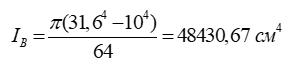 I_B = π(31,6⁴ − 10⁴) / 64 = 48430,67 см⁴